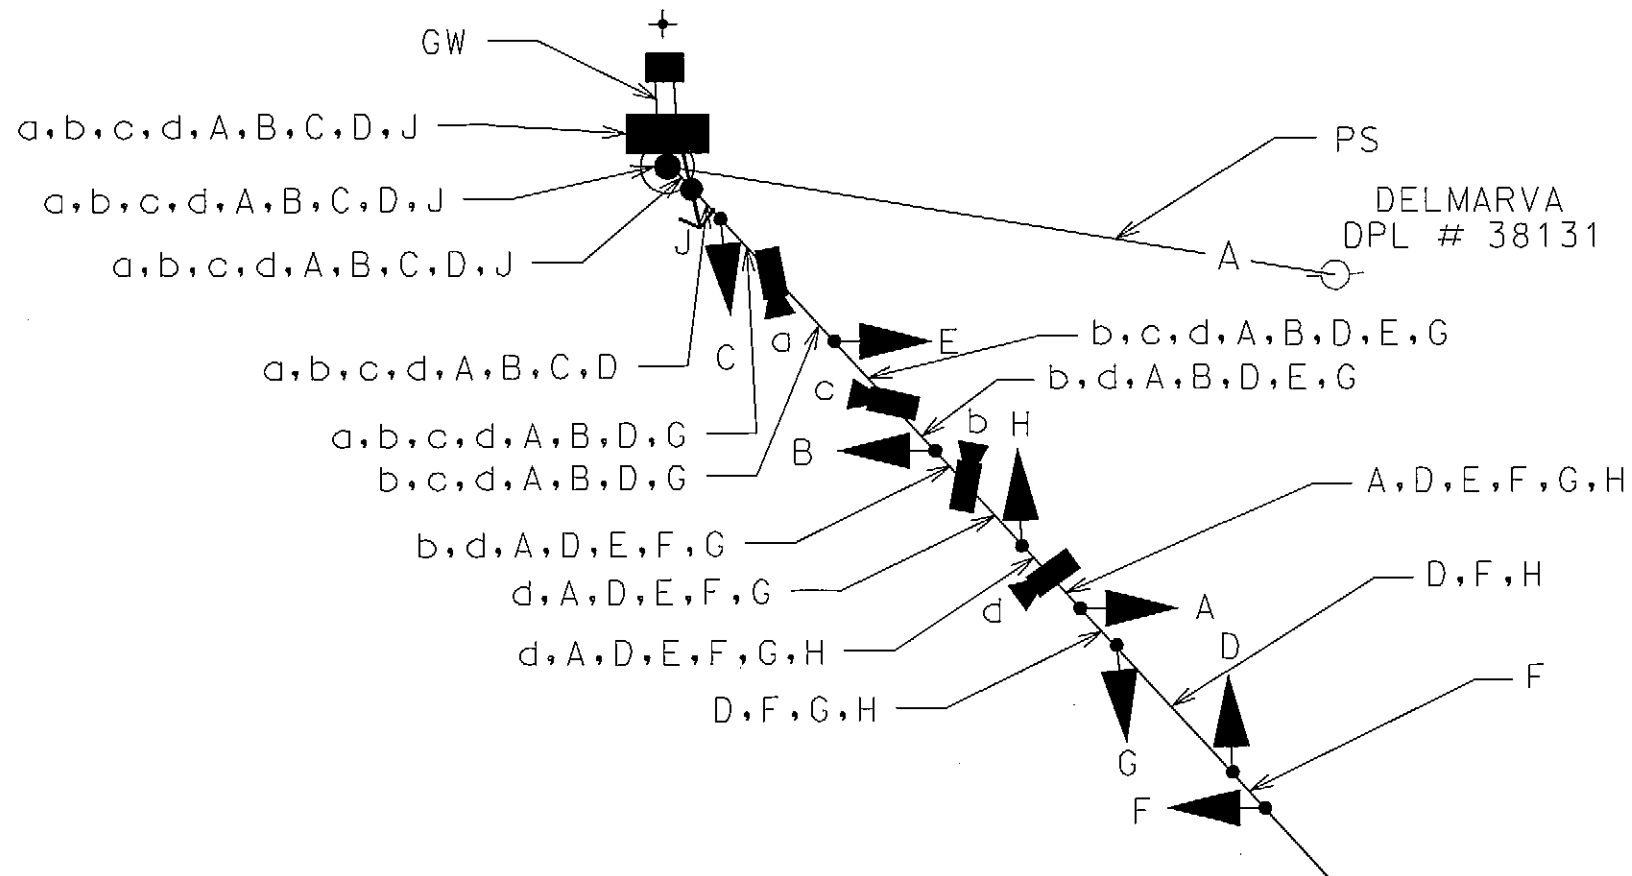 GW
a,b,c,d,A,B,C,D,J
PS
a,b,c,d,A,B,C,D,J
DELMARVA
DPL # 38131
J
A
a,b,c,d,A,B,C,D,J
a
E
b,c,d,A,B,D,E,G
C
a,b,c,d,A,B,C,D
b,d,A,B,D,E,G
c
b
H
a,b,c,d,A,B,D,G
B
b,c,d,A,B,D,G
A,D,E,F,G,H
b,d,A,D,E,F,G
D,F,H
d,A,D,E,F,G
d
A
d,A,D,E,F,G,H
D
F
D,F,G,H
G
F